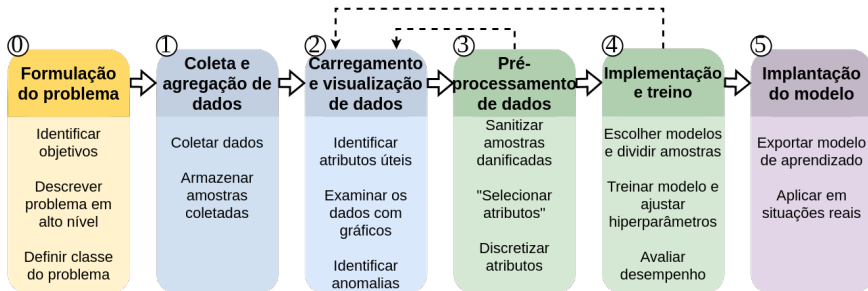 0
Formulação
do problema
Identificar
objetivos
Descrever
problema em
alto nível
Definir classe
do problema
1
Coleta e
agregação de
dados
Coletar dados
Armazenar
amostras
coletadas
2
Carregamento
e visualização
de dados
Identificar
atributos úteis
Examinar os
dados com
gráficos
Identificar
anomalias
3
Pré-
processamento
de dados
Sanitizar
amostras
danificadas
"Selecionar
atributos"
Discretizar
atributos
4
Implementação
e treino
Escolher modelos
e dividir amostras
Treinar modelo e
ajustar
hiperparâmetros
Avaliar
desempenho
5
Implantação
do modelo
Exportar modelo
de aprendizado
Aplicar em
situações reais